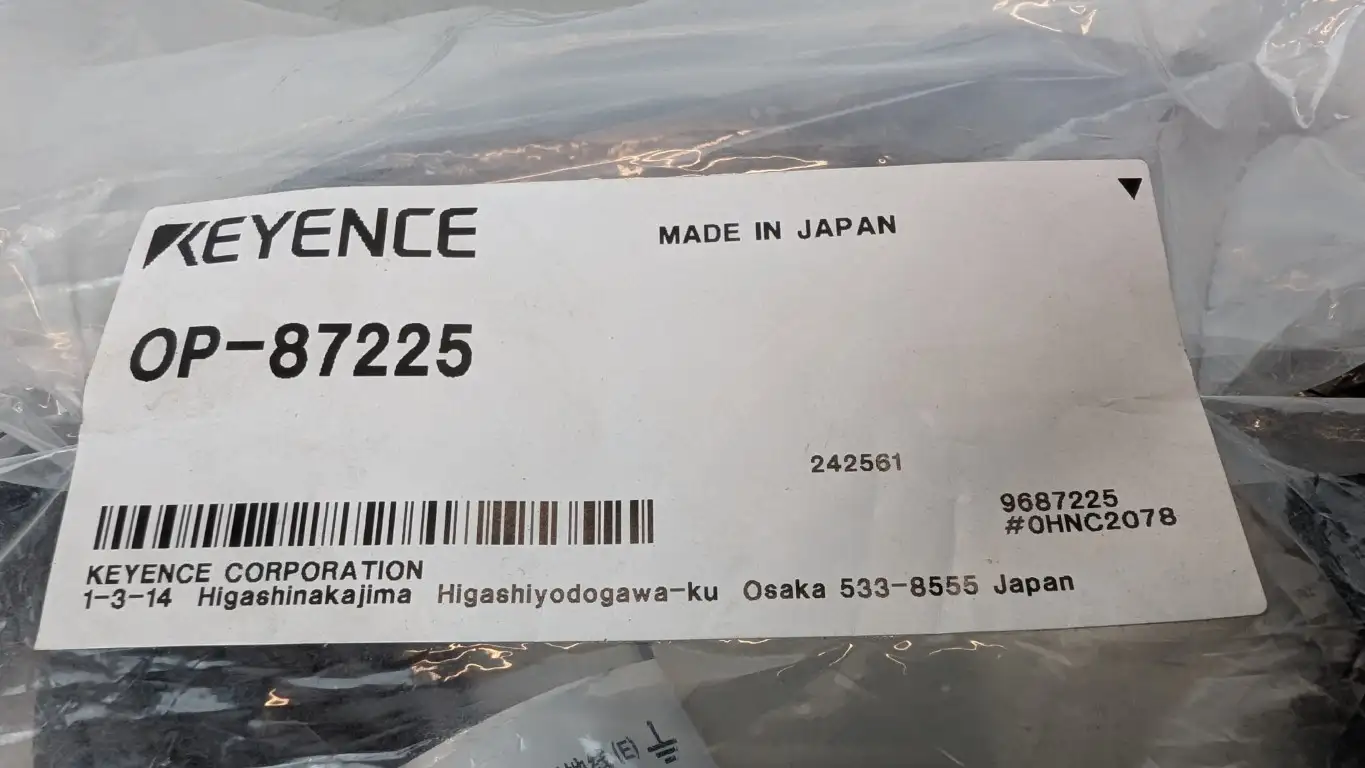 KEYENCE
MADE IN JAPAN
OP-87225
242561
9687225
#0HNC2078
KEYENCE CORPORATION
1-3-14 Higashinakajima Higashiyodogawa-ku Osaka 533-8555 Japan
(E)